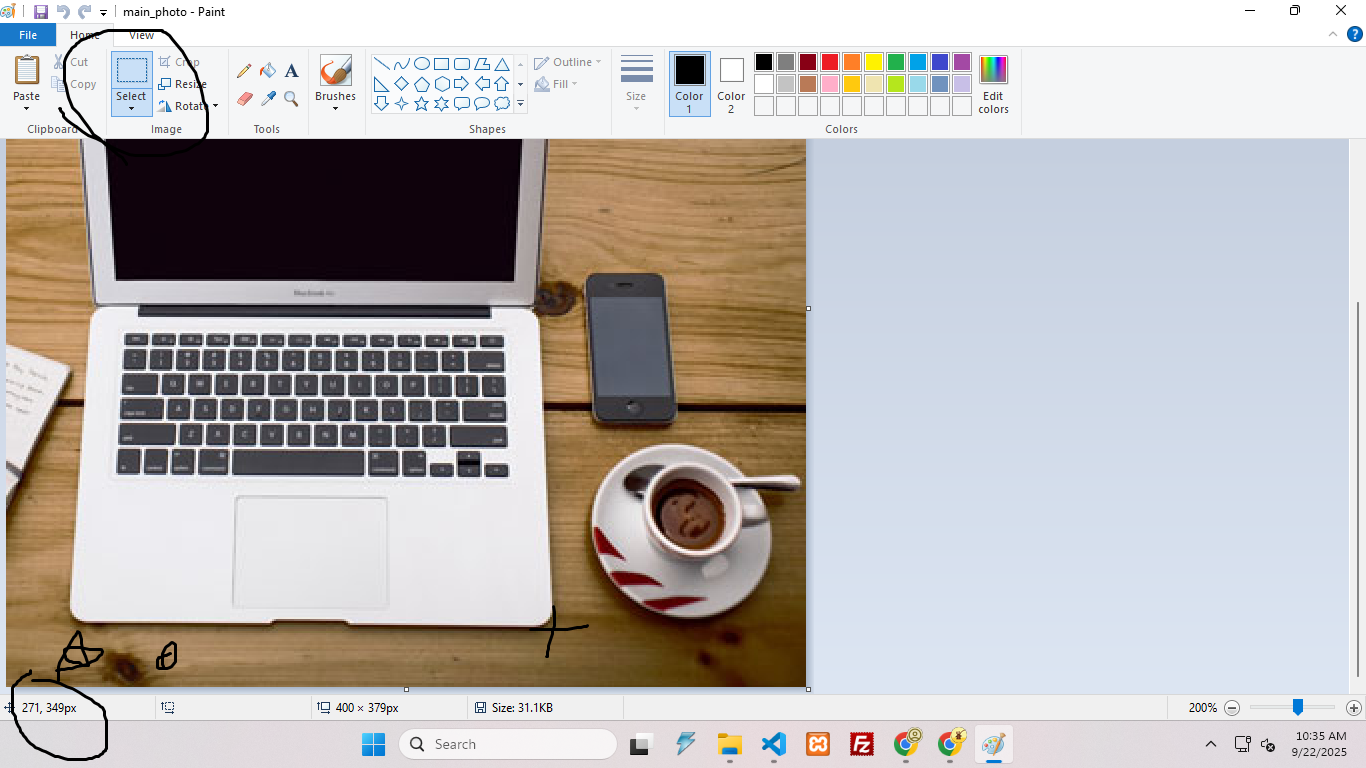 main_photo - Paint
File Home View
Cut
Copy
Paste
Clipboard
Select
Crop
Resize
Rotate
Image
Tools
Brushes
Outline
Fill
Shapes
Size
Color 1
Color 2
Edit colors
Colors
271, 349px
400 × 379px
Size: 31.1KB
200%
Search
10:35 AM
9/22/2025